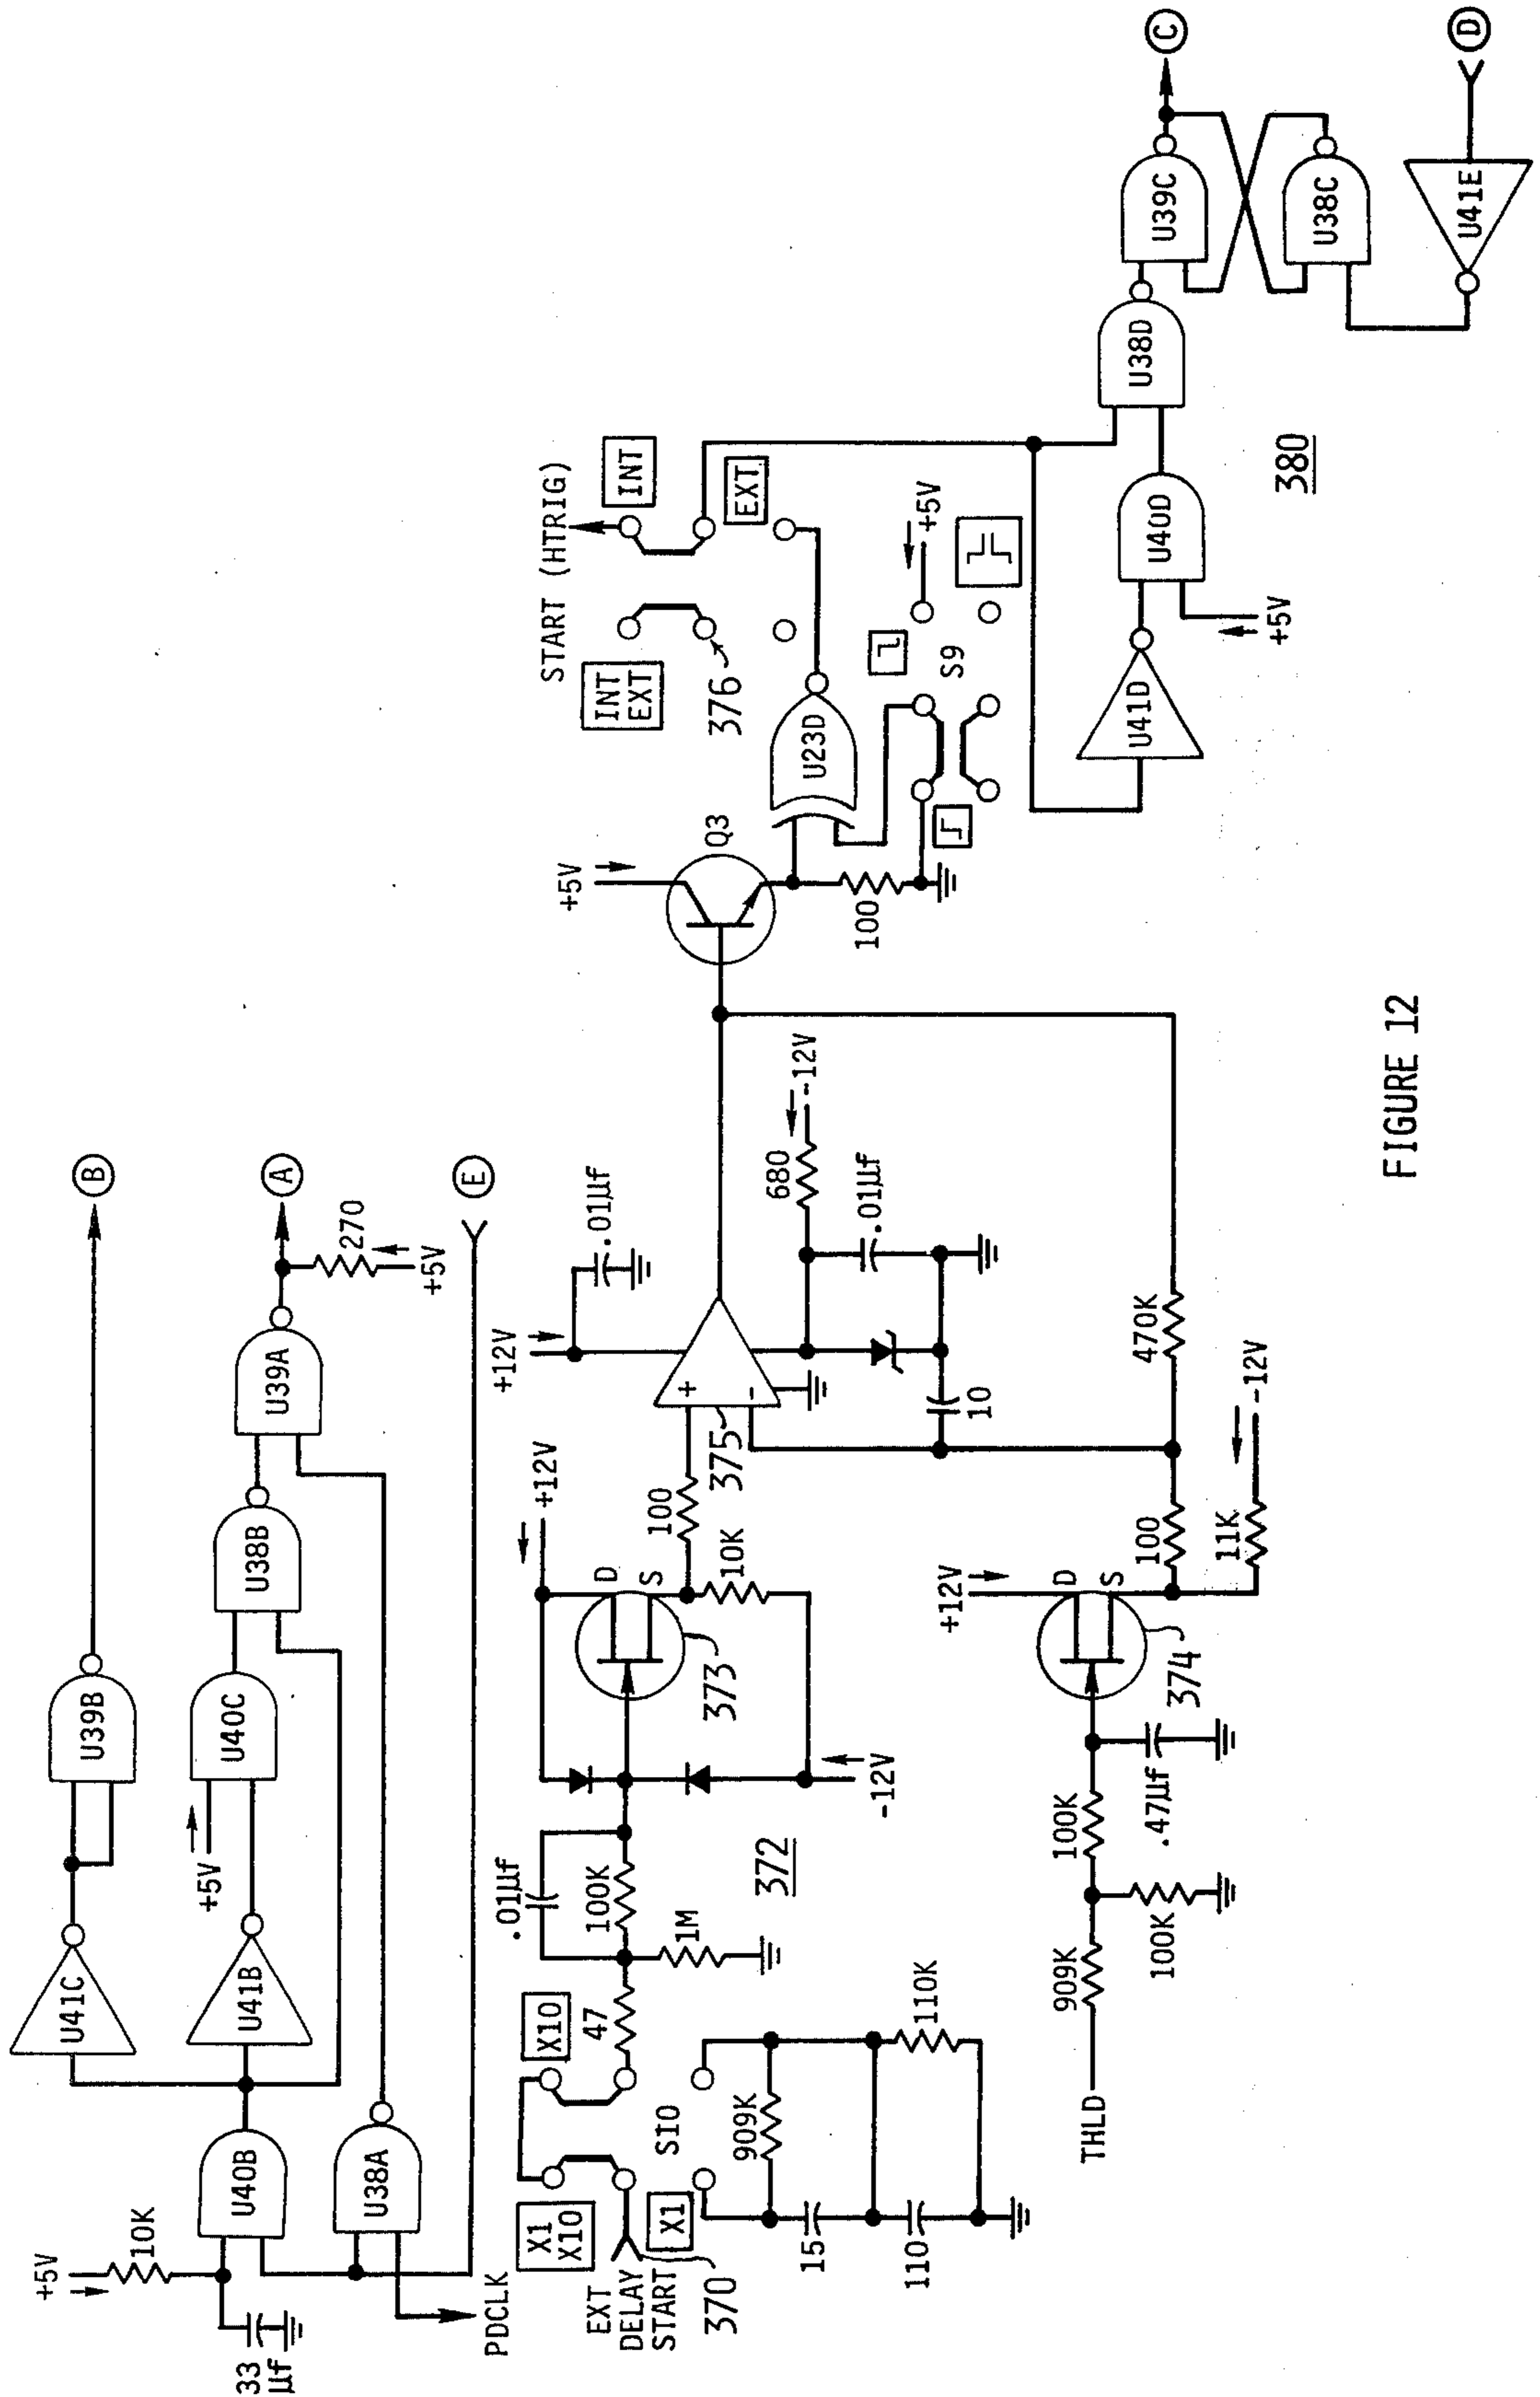 +5V
10K
33
µf
U40B
U38A
PDCLK
U41C
U41B
+5V
U40C
U39B
U38B
U39A
270
+5V
B
A
E
EXT
DELAY
START
370
X1
X10
X1
X10
S10
47
909K
15
110
110K
1M
.01µf
100K
372
-12V
373
D
S
+12V
100
10K
375
+
-
+12V
.01µf
680
-12V
.01µf
10
470K
THLD
909K
100K
100K
.47µf
374
+12V
D
S
100
11K
-12V
+5V
Q3
100
U23D
376
INT
EXT
START (HTRIG)
INT
EXT
S9
+5V
U41D
U40D
+5V
380
U38D
U39C
U38C
U41E
C
D
FIGURE 12